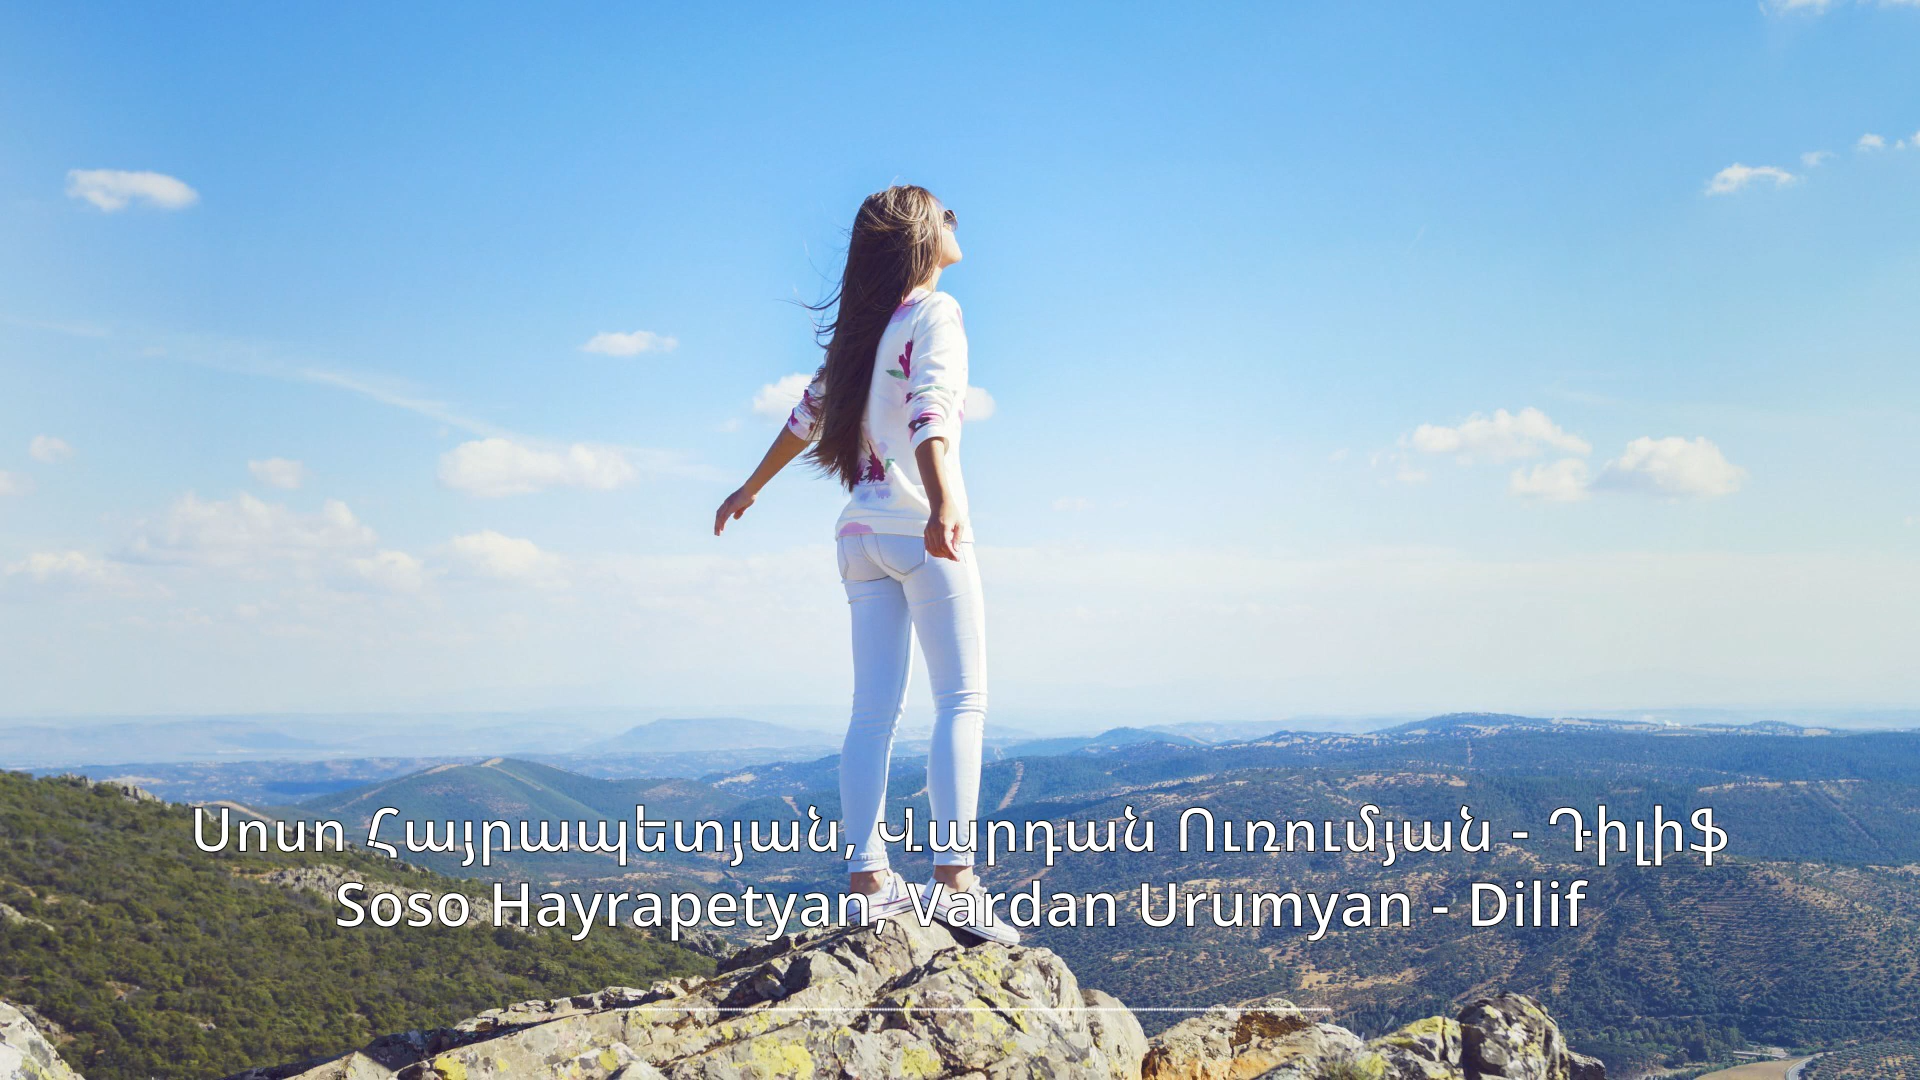 Սոսո Հայրապետյան, Վարդան Ուռումյան - Դիլիֆ
Soso Hayrapetyan, Vardan Urumyan - Dilif